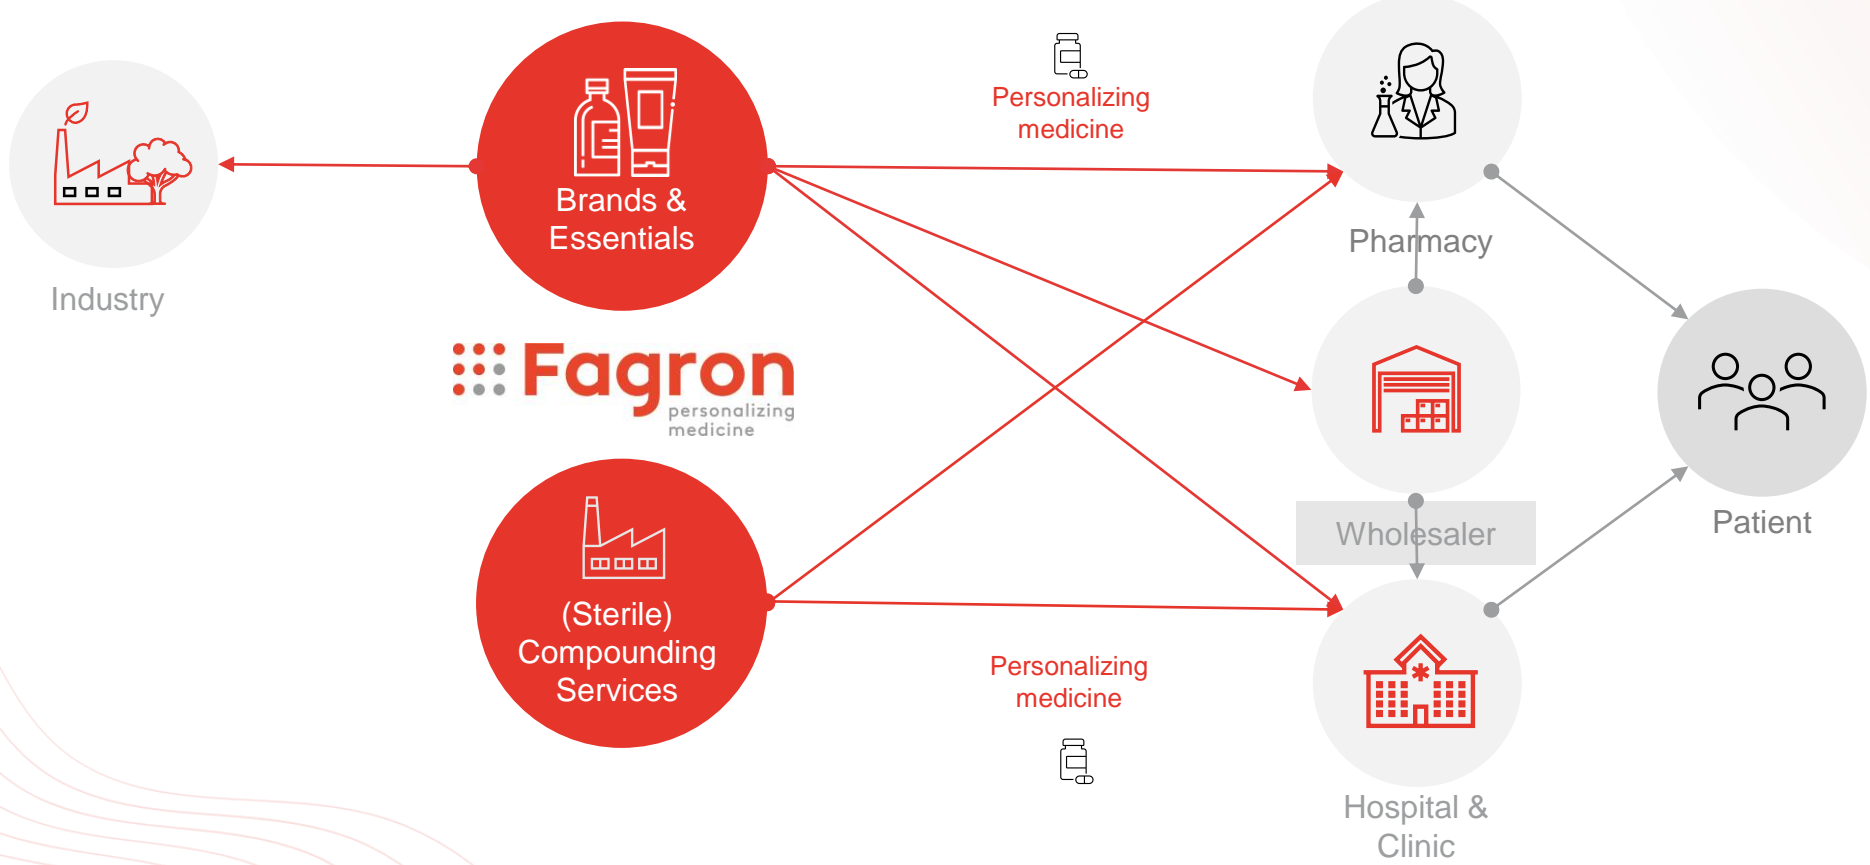 Personalizing
medicine
Brands &
Essentials
Pharmacy
Industry
Fagron
personalizing
medicine
Wholesaler
Patient
(Sterile)
Compounding
Services
Personalizing
medicine
Hospital &
Clinic